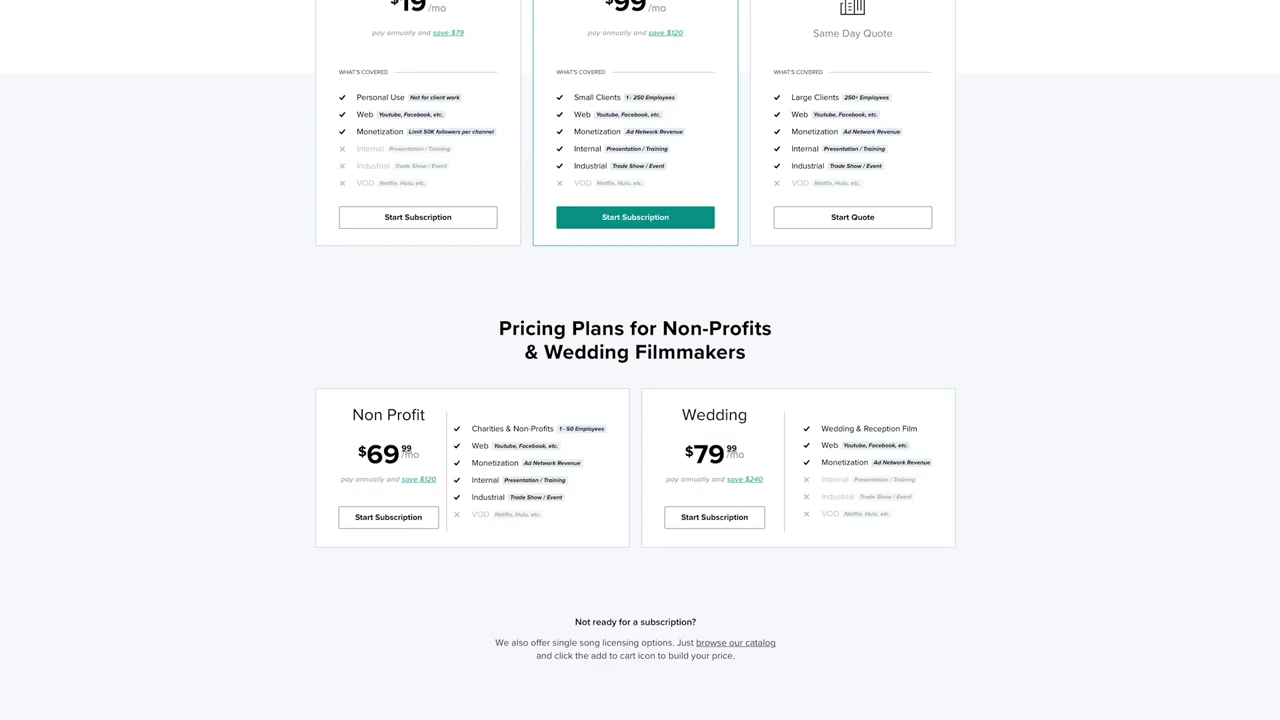 $19 /mo
pay annually and save $79
WHAT'S COVERED
Personal Use Not for client work
Web Youtube, Facebook, etc.
Monetization Limit 50K followers per channel
Internal Presentation / Training
Industrial Trade Show / Event
VOD Netflix, Hulu, etc.
Start Subscription
$99 /mo
pay annually and save $120
WHAT'S COVERED
Small Clients 1 - 250 Employees
Web Youtube, Facebook, etc.
Monetization Ad Network Revenue
Internal Presentation / Training
Industrial Trade Show / Event
VOD Netflix, Hulu, etc.
Start Subscription
Same Day Quote
WHAT'S COVERED
Large Clients 250+ Employees
Web Youtube, Facebook, etc.
Monetization Ad Network Revenue
Internal Presentation / Training
Industrial Trade Show / Event
VOD Netflix, Hulu, etc.
Start Quote
Pricing Plans for Non-Profits
& Wedding Filmmakers
Non Profit
$69 99 /mo
pay annually and save $120
Start Subscription
Charities & Non-Profits 1 - 50 Employees
Web Youtube, Facebook, etc.
Monetization Ad Network Revenue
Internal Presentation / Training
Industrial Trade Show / Event
VOD Netflix, Hulu, etc.
Wedding
$79 99 /mo
pay annually and save $240
Start Subscription
Wedding & Reception Film
Web Youtube, Facebook, etc.
Monetization Ad Network Revenue
Internal Presentation / Training
Industrial Trade Show / Event
VOD Netflix, Hulu, etc.
Not ready for a subscription?
We also offer single song licensing options. Just browse our catalog
and click the add to cart icon to build your price.